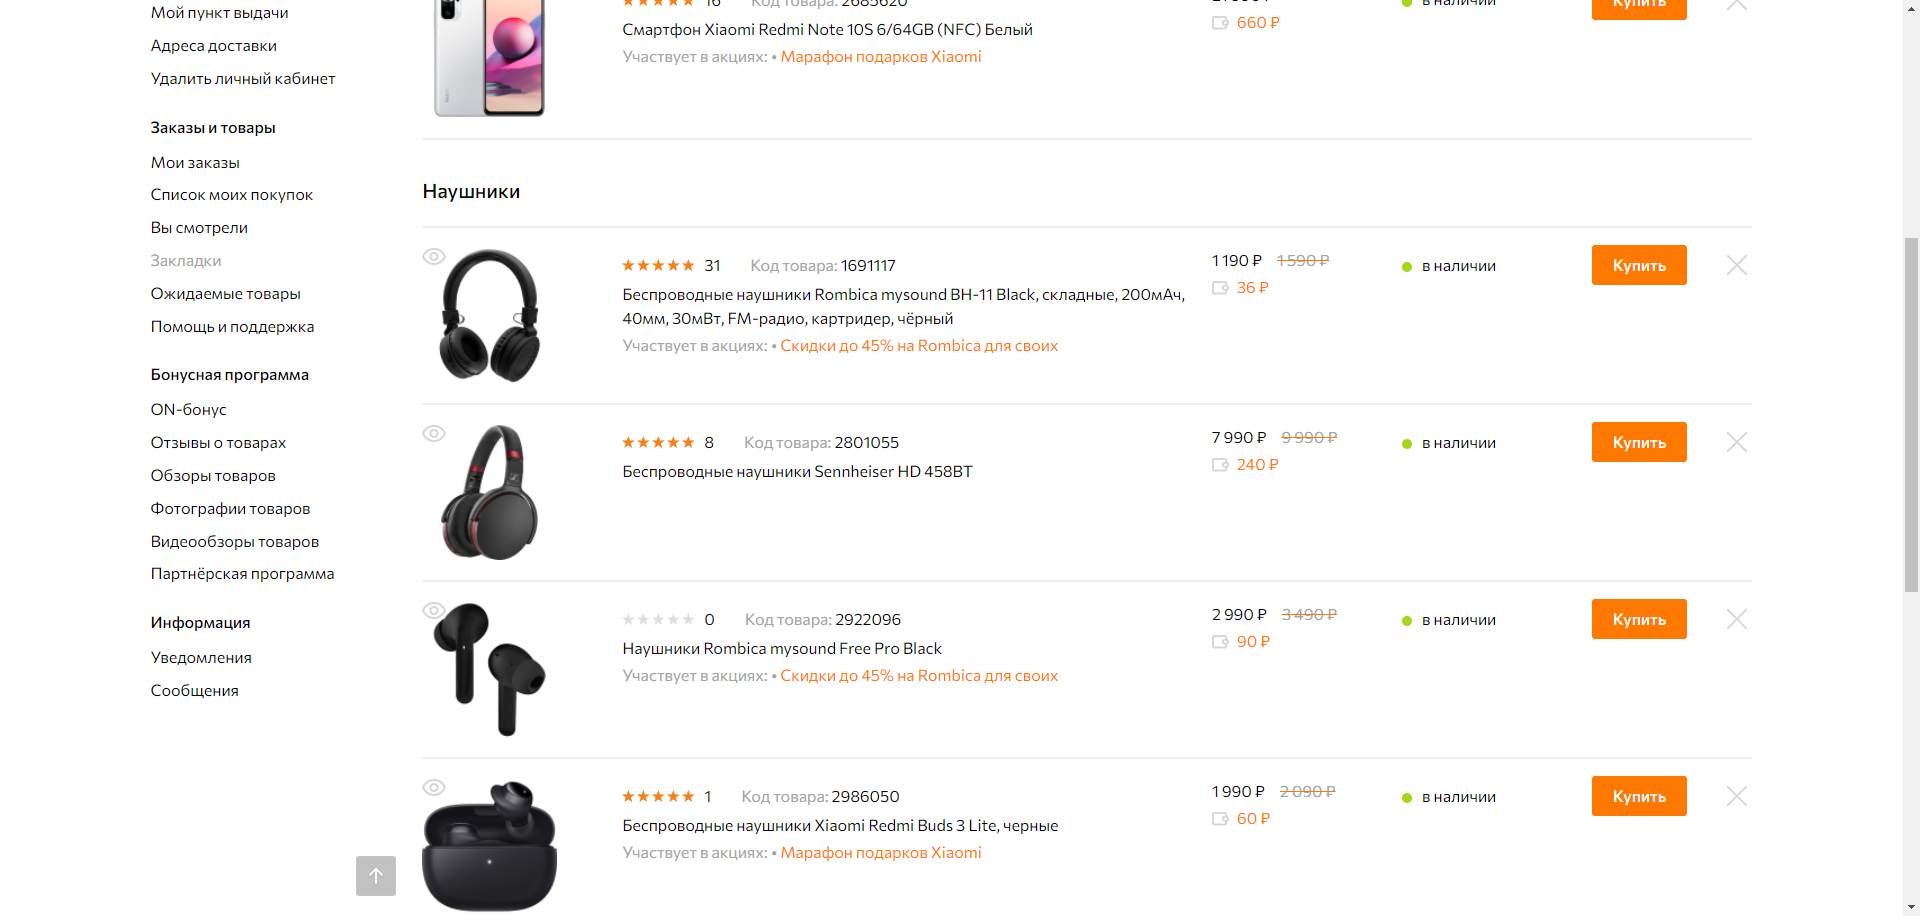 Мой пункт выдачи
Адреса доставки
Удалить личный кабинет
Заказы и товары
Мои заказы
Список моих покупок
Вы смотрели
Закладки
Ожидаемые товары
Помощь и поддержка
Бонусная программа
ON-бонус
Отзывы о товарах
Обзоры товаров
Фотографии товаров
Видеообзоры товаров
Партнёрская программа
Информация
Уведомления
Сообщения
16 Код товара: 2685620
в наличии
Купить
660 ₽
Смартфон Xiaomi Redmi Note 10S 6/64GB (NFC) Белый
Участвует в акциях: • Марафон подарков Xiaomi
Наушники
31 Код товара: 1691117
1 190 ₽ 1 590 ₽
36 ₽
в наличии
Купить
Беспроводные наушники Rombica mysound BH-11 Black, складные, 200мАч,
40мм, 30мВт, FM-радио, картридер, чёрный
Участвует в акциях: • Скидки до 45% на Rombica для своих
8 Код товара: 2801055
7 990 ₽ 9 990 ₽
240 ₽
в наличии
Купить
Беспроводные наушники Sennheiser HD 458BT
0 Код товара: 2922096
2 990 ₽ 3 490 ₽
90 ₽
в наличии
Купить
Наушники Rombica mysound Free Pro Black
Участвует в акциях: • Скидки до 45% на Rombica для своих
1 Код товара: 2986050
1 990 ₽ 2 090 ₽
60 ₽
в наличии
Купить
Беспроводные наушники Xiaomi Redmi Buds 3 Lite, черные
Участвует в акциях: • Марафон подарков Xiaomi